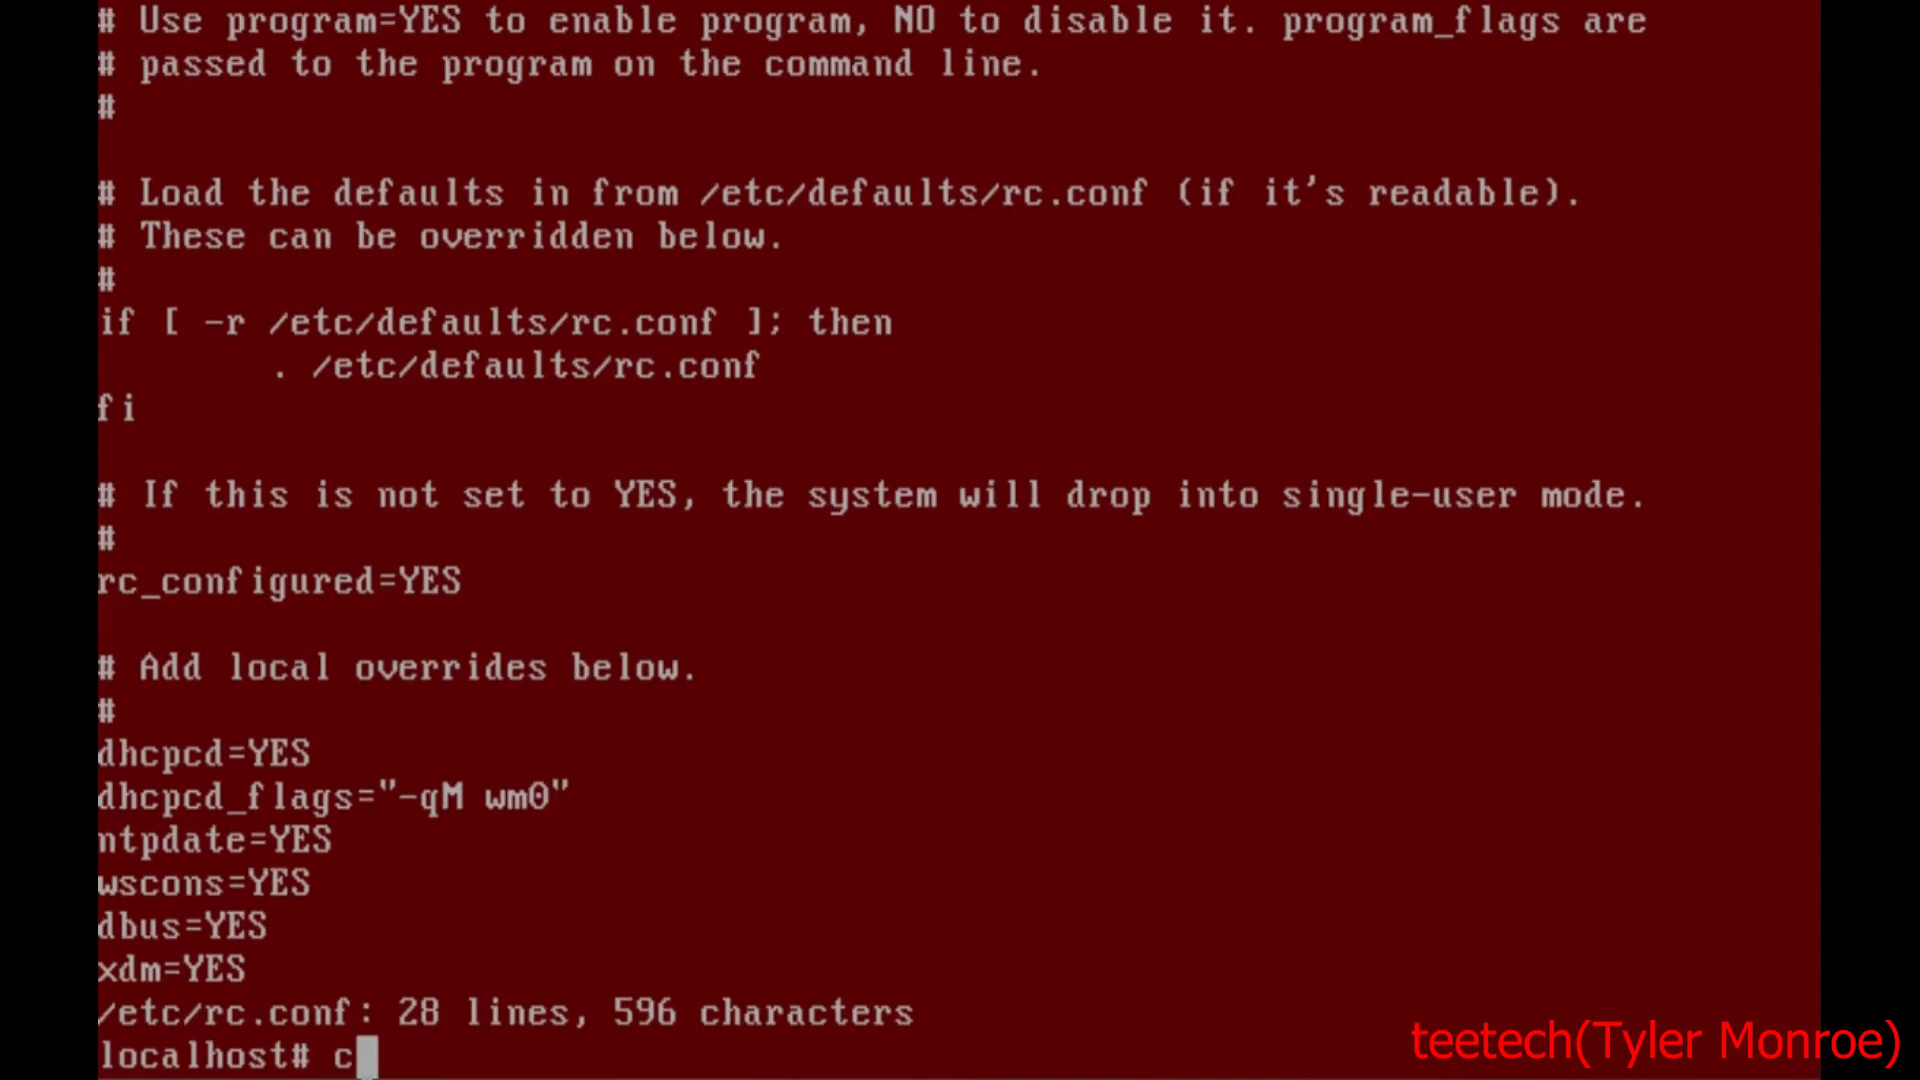 # Use program=YES to enable program, NO to disable it. program_flags are
# passed to the program on the command line.
#
# Load the defaults in from /etc/defaults/rc.conf (if it's readable).
# These can be overridden below.
#
if [ -r /etc/defaults/rc.conf ]; then
. /etc/defaults/rc.conf
fi
# If this is not set to YES, the system will drop into single-user mode.
#
rc_configured=YES
# Add local overrides below.
#
dhcpcd=YES
dhcpcd_flags="-qM wm0"
ntpdate=YES
wscons=YES
dbus=YES
xdm=YES
/etc/rc.conf: 28 lines, 596 characters
localhost# c
teetech(Tyler Monroe)